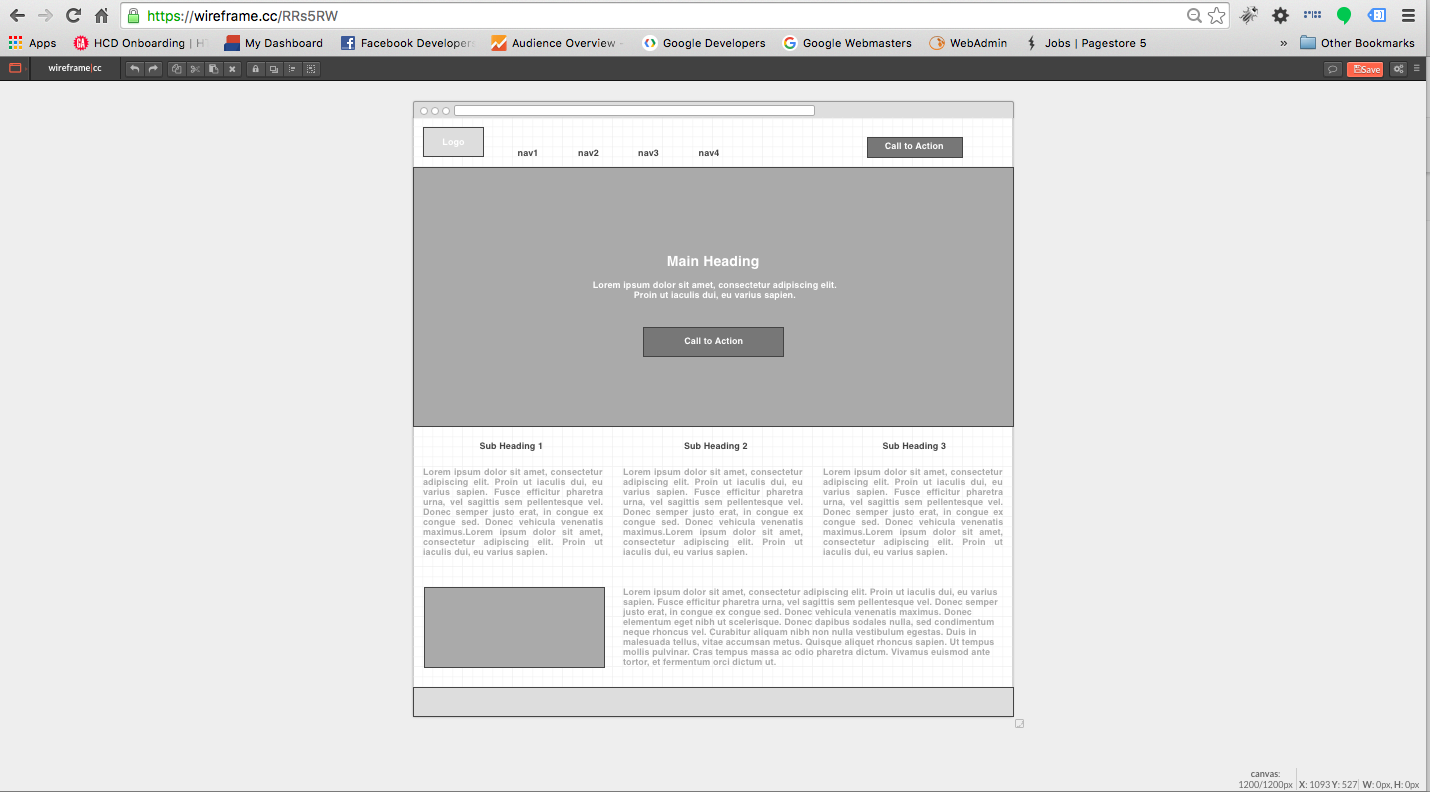 https://wireframe.cc/RRs5RW
Apps
HCD Onboarding | H
My Dashboard
Facebook Developer
Audience Overview -
Google Developers
Google Webmasters
WebAdmin
Jobs | Pagestore 5
»
Other Bookmarks
wireframe|cc
Save
Logo
nav1
nav2
nav3
nav4
Call to Action
Main Heading
Lorem ipsum dolor sit amet, consectetur adipiscing elit.
Proin ut iaculis dui, eu varius sapien.
Call to Action
Sub Heading 1
Lorem ipsum dolor sit amet, consectetur
adipiscing elit. Proin ut iaculis dui, eu
varius sapien. Fusce efficitur pharetra
urna, vel sagittis sem pellentesque vel.
Donec semper justo erat, in congue ex
congue sed. Donec vehicula venenatis
maximus.Lorem ipsum dolor sit amet,
consectetur adipiscing elit. Proin ut
iaculis dui, eu varius sapien.
Sub Heading 2
Lorem ipsum dolor sit amet, consectetur
adipiscing elit. Proin ut iaculis dui, eu
varius sapien. Fusce efficitur pharetra
urna, vel sagittis sem pellentesque vel.
Donec semper justo erat, in congue ex
congue sed. Donec vehicula venenatis
maximus.Lorem ipsum dolor sit amet,
consectetur adipiscing elit. Proin ut
iaculis dui, eu varius sapien.
Sub Heading 3
Lorem ipsum dolor sit amet, consectetur
adipiscing elit. Proin ut iaculis dui, eu
varius sapien. Fusce efficitur pharetra
urna, vel sagittis sem pellentesque vel.
Donec semper justo erat, in congue ex
congue sed. Donec vehicula venenatis
maximus.Lorem ipsum dolor sit amet,
consectetur adipiscing elit. Proin ut
iaculis dui, eu varius sapien.
Lorem ipsum dolor sit amet, consectetur adipiscing elit. Proin ut iaculis dui, eu varius
sapien. Fusce efficitur pharetra urna, vel sagittis sem pellentesque vel. Donec semper
justo erat, in congue ex congue sed. Donec vehicula venenatis maximus. Donec
elementum eget nibh ut scelerisque. Donec dapibus sodales nulla, sed condimentum
neque rhoncus vel. Curabitur aliquam nibh non nulla vestibulum egestas. Duis in
malesuada tellus, vitae accumsan metus. Quisque aliquet rhoncus sapien. Ut tempus
mollis pulvinar. Cras tempus massa ac odio pharetra dictum. Vivamus euismod ante
tortor, et fermentum orci dictum ut.
canvas:
1200/1200px
X: 1093 Y: 527
W: 0px, H: 0px